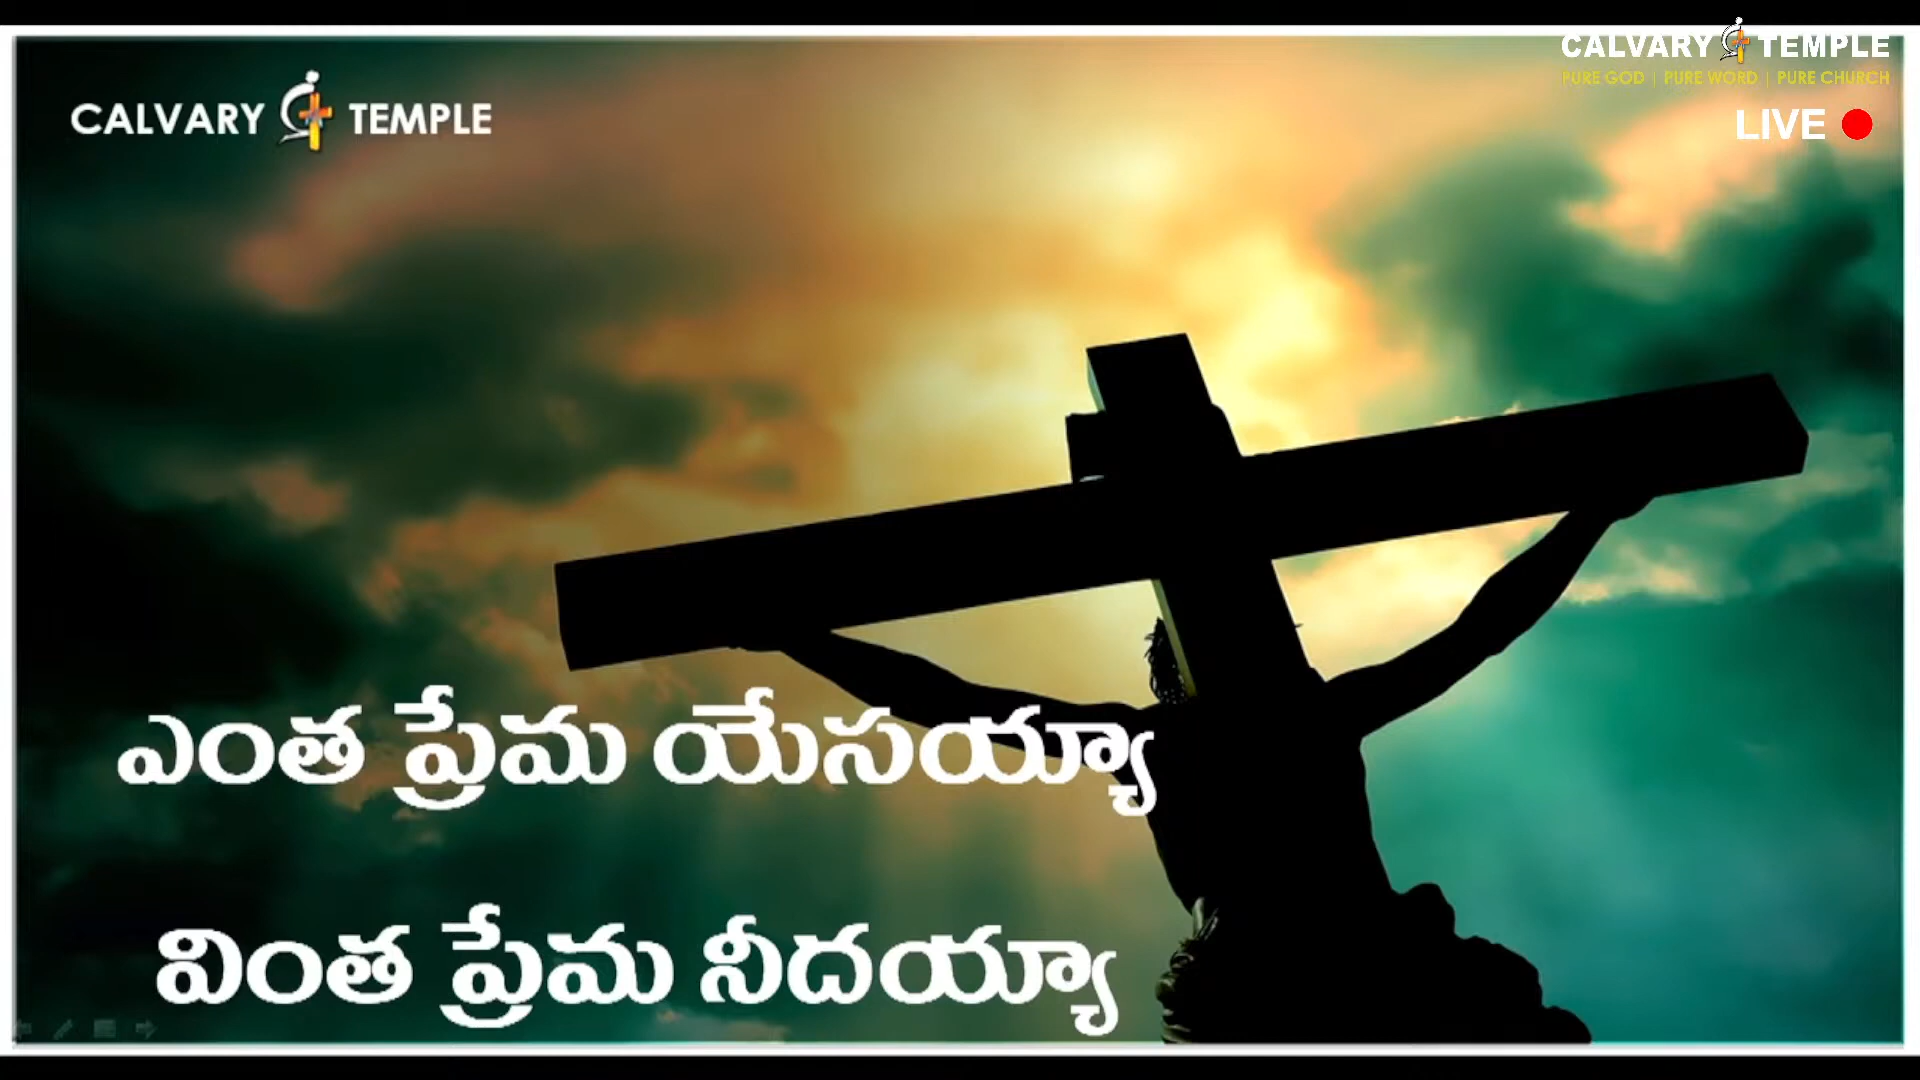 CALVARY TEMPLE
PURE GOD | PURE WORD | PURE CHURCH
LIVE
CALVARY TEMPLE
ఎంత ప్రేమ యేసయ్యా
వింత ప్రేమ నీదయ్యా